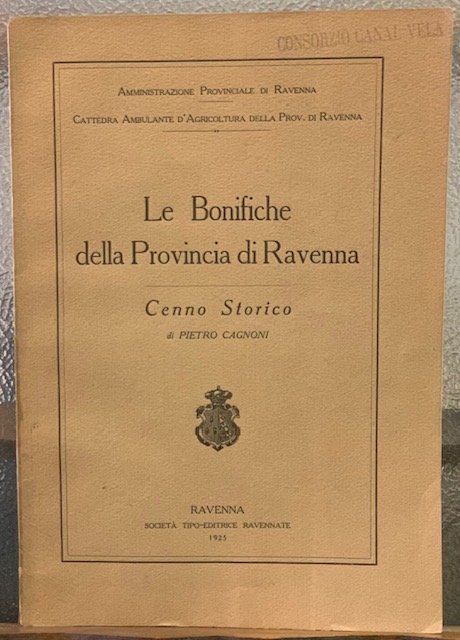 CONSORZIO CANAL VELA
AMMINISTRAZIONE PROVINCIALE DI RAVENNA
CATTEDRA AMBULANTE D'AGRICOLTURA DELLA PROV. DI RAVENNA
Le Bonifiche
della Provincia di Ravenna
Cenno Storico
di PIETRO CAGNONI
RAVENNA
SOCIETÀ TIPO-EDITRICE RAVENNATE
1925